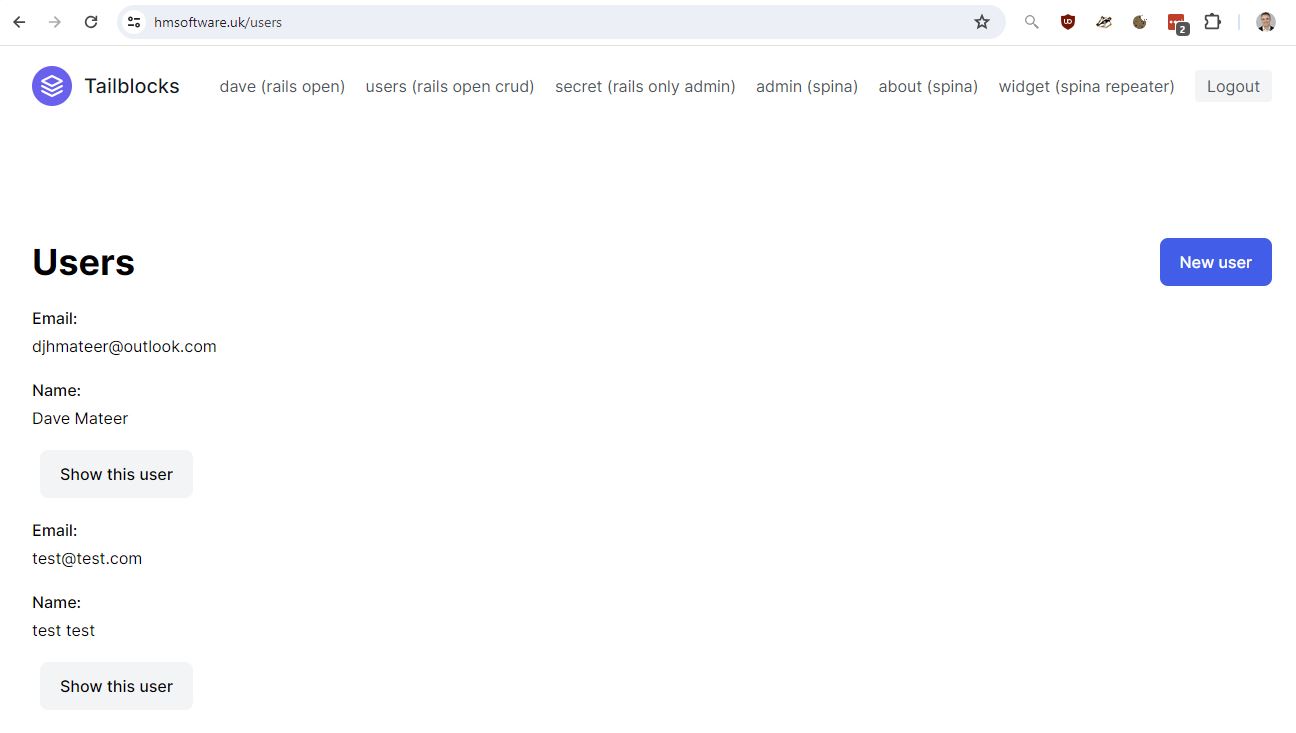 hmsoftware.uk/users
2
Tailblocks dave (rails open) users (rails open crud) secret (rails only admin) admin (spina) about (spina) widget (spina repeater) Logout
Users New user
Email:
djhmateer@outlook.com
Name:
Dave Mateer
Show this user
Email:
test@test.com
Name:
test test
Show this user